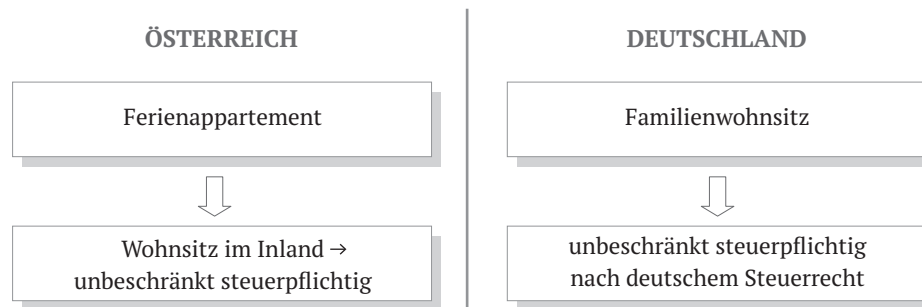 ÖSTERREICH
Ferienappartement
Wohnsitz im Inland →
unbeschränkt steuerpflichtig
DEUTSCHLAND
Familienwohnsitz
unbeschränkt steuerpflichtig
nach deutschem Steuerrecht